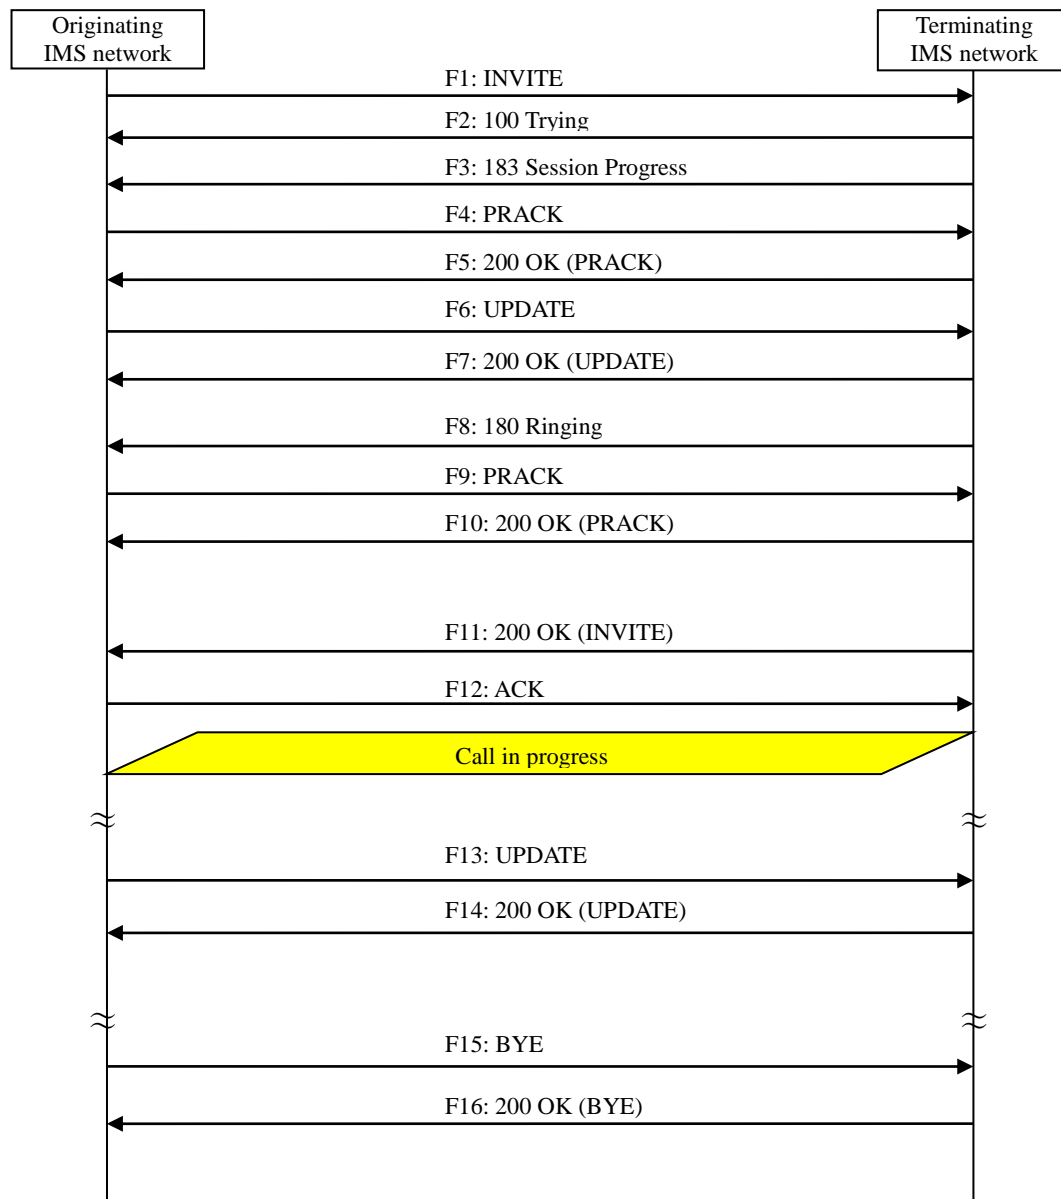 Originating
IMS network
Terminating
IMS network
F1: INVITE
F2: 100 Trying
F3: 183 Session Progress
F4: PRACK
F5: 200 OK (PRACK)
F6: UPDATE
F7: 200 OK (UPDATE)
F8: 180 Ringing
F9: PRACK
F10: 200 OK (PRACK)
F11: 200 OK (INVITE)
F12: ACK
Call in progress
F13: UPDATE
F14: 200 OK (UPDATE)
F15: BYE
F16: 200 OK (BYE)